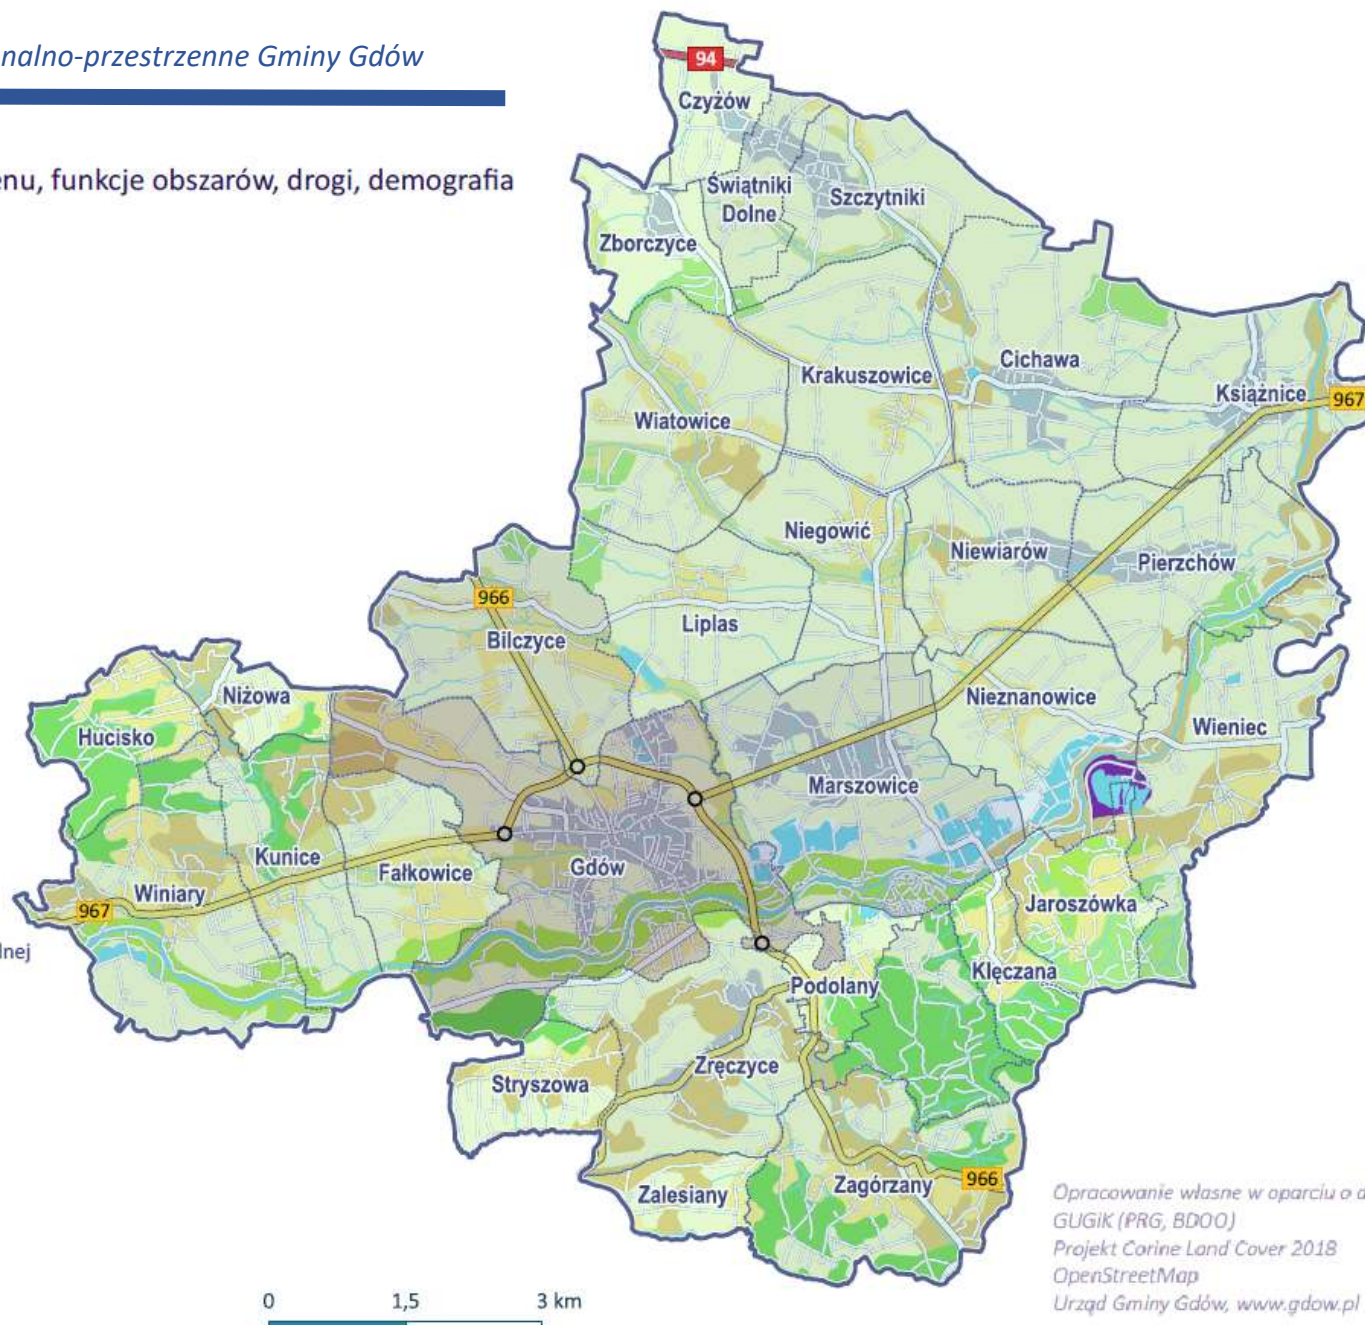 nalno-przestrzenne Gminy Gdów
enu, funkcje obszarów, drogi, demografia
94
Czyżów
Świątniki
Dolne
Szczytniki
Zborczyce
Cichawa
Krakuszowice
Książnice
967
Wiatowice
Niegowić
Niewiarów
Pierzchów
966
Bilczyce
Liplas
Niżowa
Nieznanowice
Hucisko
Wieniec
Marszowice
Kunice
Fałkowice
Gdów
Winiary
967
Jaroszówka
lnej
Klęczana
Podolany
Zręczyce
Stryszowa
Zalesiany
Zagórzany
966
Opracowanie własne w oparciu o d
GUGiK (PRG, BDOO)
Projekt Corine Land Cover 2018
OpenStreetMap
Urząd Gminy Gdów, www.gdow.pl
0 1,5 3 km